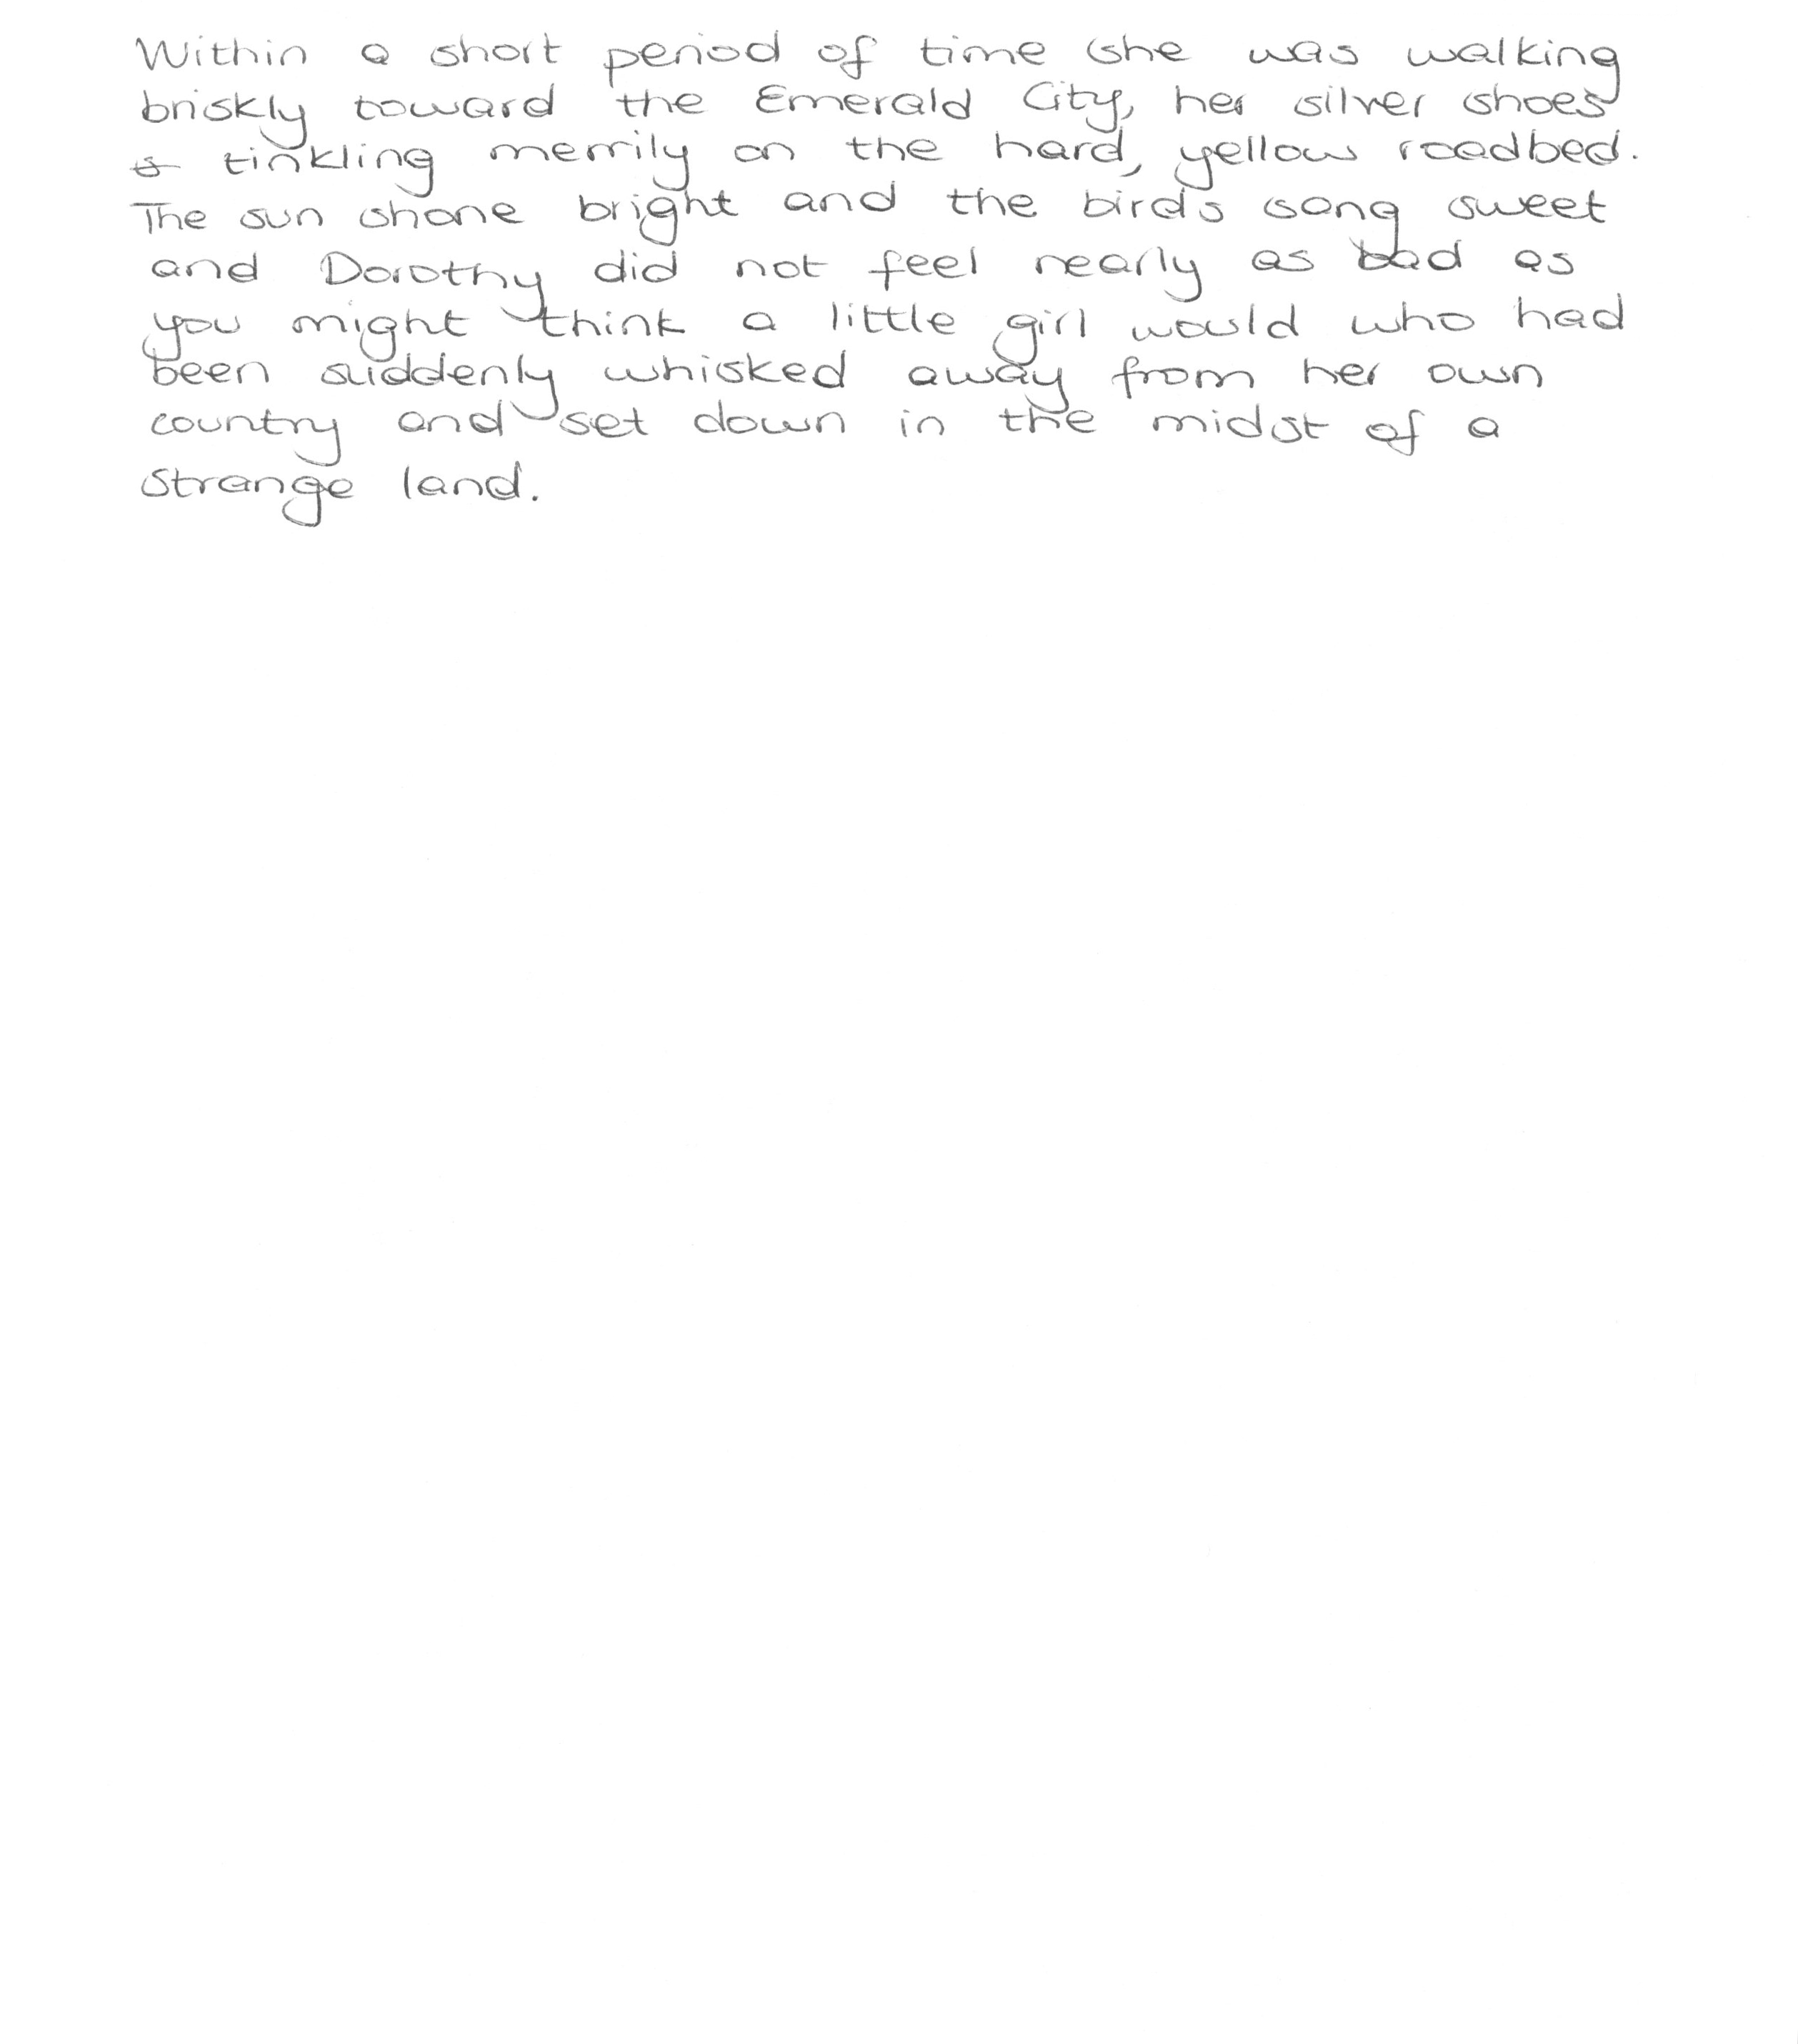 Within a short period of time she was walking
briskly toward the Emerald City, her silver shoes
tinkling merrily on the hard, yellow roadbed.
The sun shone bright and the birds song sweet
and Dorothy did not feel nearly as bad as
you might think a little girl would who had
been suddenly whisked away from her own
country and set down in the midst of a
strange land.